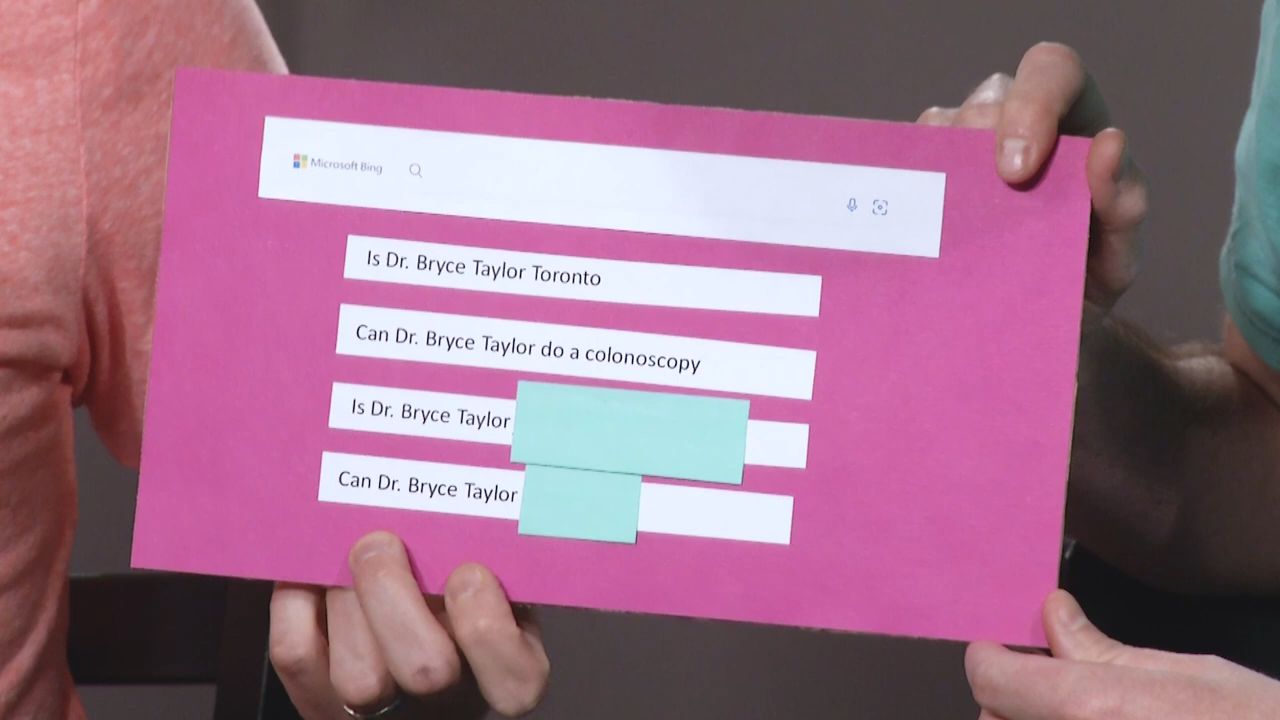 Microsoft Bing
Is Dr. Bryce Taylor Toronto
Can Dr. Bryce Taylor do a colonoscopy
Is Dr. Bryce Taylor
Can Dr. Bryce Taylor